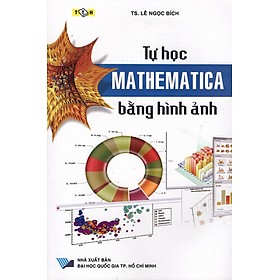 TS. LÊ NGỌC BÍCH
Tự học
MATHEMATICA
bằng hình ảnh
NHÀ XUẤT BẢN
ĐẠI HỌC QUỐC GIA TP. HỒ CHÍ MINH